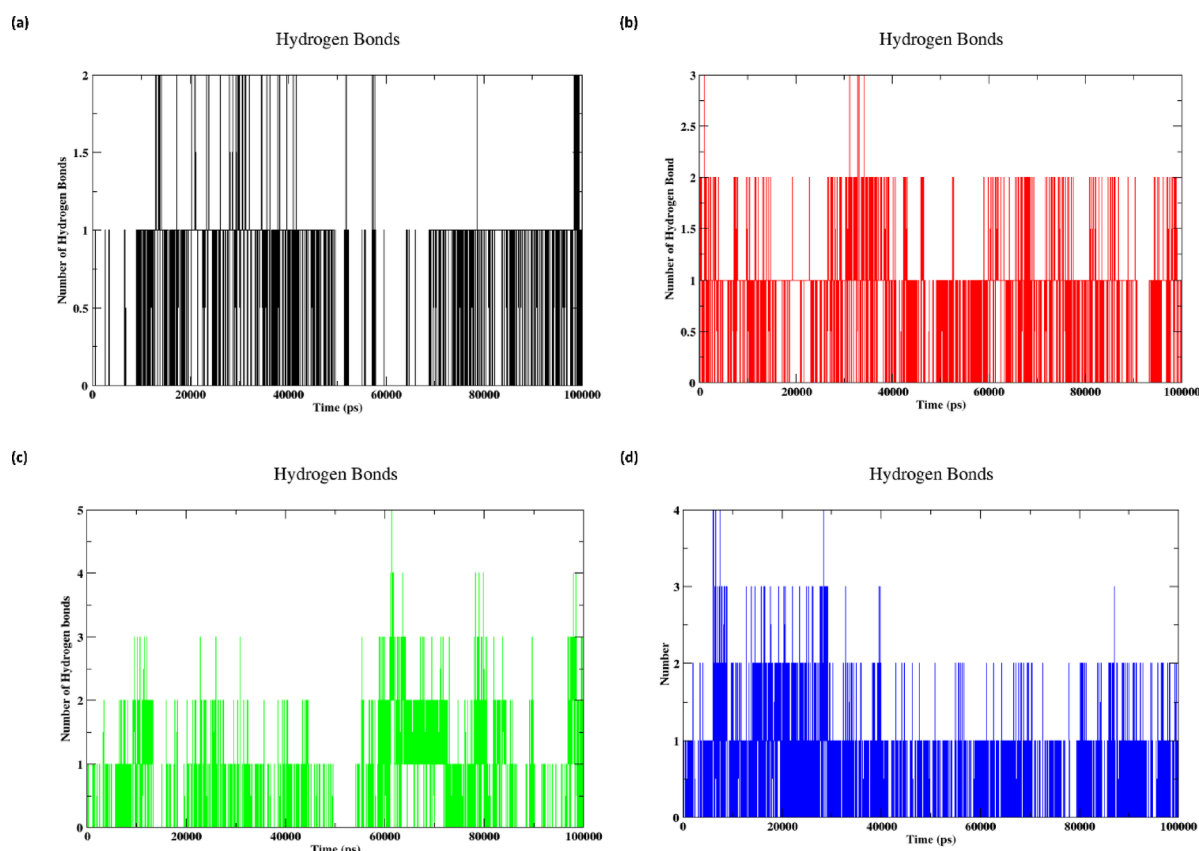 (a)
Hydrogen Bonds
2
1.5
1
0.5
0
Number of Hydrogen Bonds
0 20000 40000 60000 80000 100000
Time (ps)
(b)
Hydrogen Bonds
3
2.5
2
1.5
1
0.5
0
Number of Hydrogen Bond
0 20000 40000 60000 80000 100000
Time (ps)
(c)
Hydrogen Bonds
5
4
3
2
1
0
Number of Hydrogen bonds
0 20000 40000 60000 80000 100000
Time (ps)
(d)
Hydrogen Bonds
4
3
2
1
0
Number
0 20000 40000 60000 80000 100000
Time (ps)